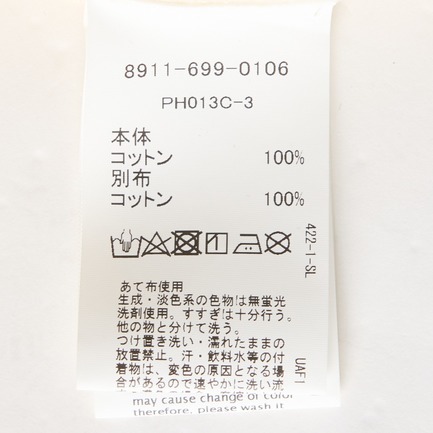 8911-699-0106
PH013C-3
本体
コットン 100%
別布
コットン 100%
422-1-SL
あて布使用
生成・淡色系の色物は無蛍光
洗剤使用。すすぎは十分行う。
他の物と分けて洗う。
つけ置き洗い・濡れたままの
放置禁止。汗・飲料水等の付
着物は、変色の原因となる場
合があるので速やかに洗い流
UAF1
may cause change of color
therefore, please wash it